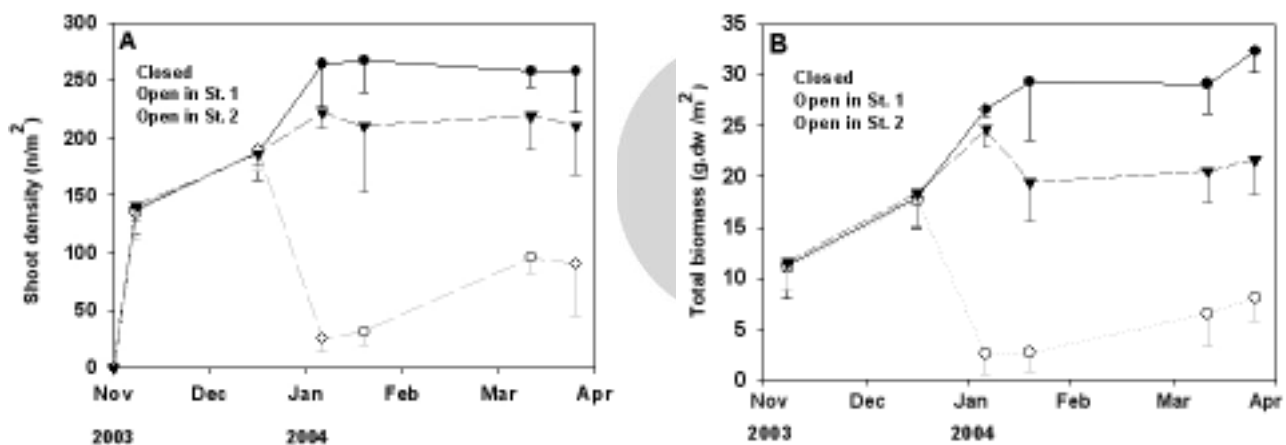 A
Closed
Open in St. 1
Open in St. 2
Shoot density (n/m²)
300
250
200
150
100
50
0
Nov Dec Jan Feb Mar Apr
2003 2004
B
Closed
Open in St. 1
Open in St. 2
Total biomass (g.dw /m²)
35
30
25
20
15
10
5
0
Nov Dec Jan Feb Mar Apr
2003 2004